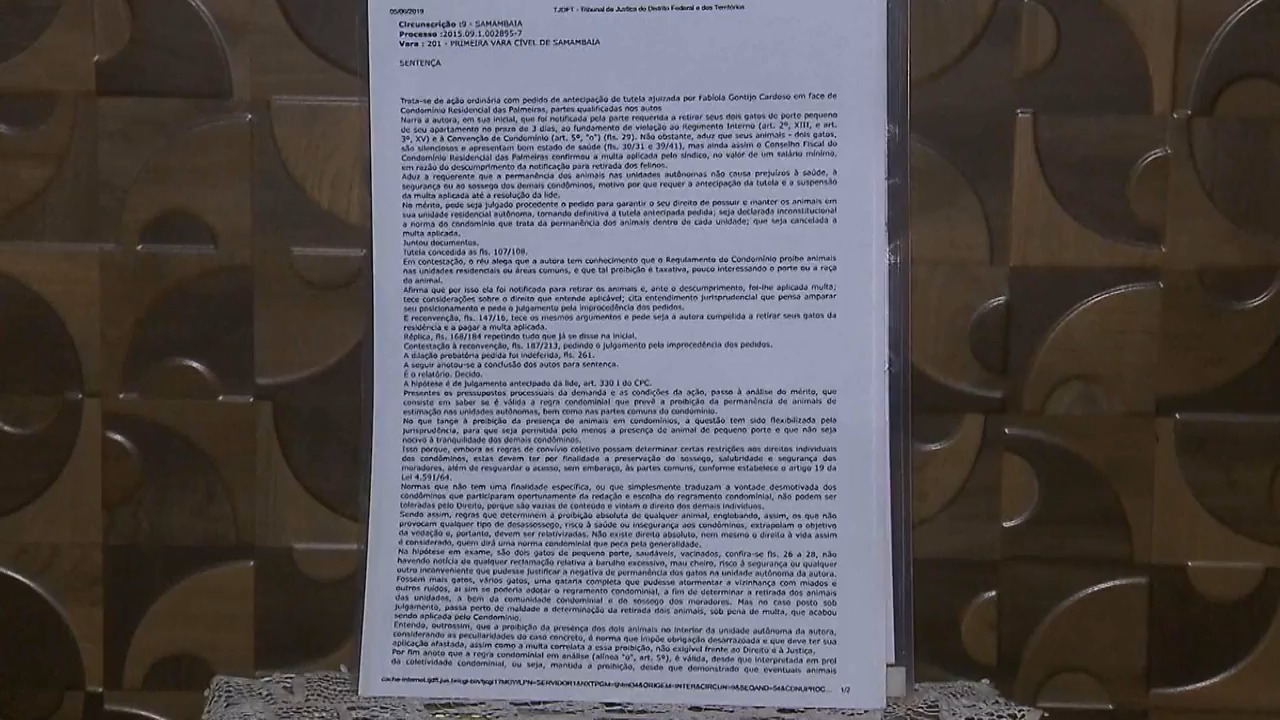 05/06/2019
TJDFT - Tribunal de Justiça do Distrito Federal e dos Territórios
Circunscrição :9 - SAMAMBAIA
Processo :2015.09.1.002895-7
Vara : 201 - PRIMEIRA VARA CÍVEL DE SAMAMBAIA
SENTENÇA
Trata-se de ação ordinária com pedido de antecipação de tutela ajuizada por Fabíola Gontijo Cardoso em face de
Condomínio Residencial das Palmeiras, partes qualificadas nos autos
Narra a autora, em sua inicial, que foi notificada pela parte requerida a retirar seus dois gatos de porte pequeno
de seu apartamento no prazo de 3 dias, ao fundamento de violação ao Regimento Interno (art. 2º, XIII, e art.
3º, XV) e à Convenção de Condomínio (art. 5º, "o") (fls. 29). Não obstante, aduz que seus animais - dois gatos,
são silenciosos e apresentam bom estado de saúde (fls. 30/31 e 39/41), mas ainda assim o Conselho Fiscal do
Condomínio Residencial das Palmeiras confirmou a multa aplicada pelo síndico, no valor de um salário mínimo,
em razão do descumprimento da notificação para retirada dos felinos.
Aduz a requerente que a permanência dos animais nas unidades autônomas não causa prejuízos à saúde, à
segurança ou ao sossego dos demais condôminos, motivo por que requer a antecipação da tutela e a suspensão
da multa aplicada até a resolução da lide.
No mérito, pede seja julgado procedente o pedido para garantir o seu direito de possuir e manter os animais em
sua unidade residencial autônoma, tornando definitiva a tutela antecipada pedida; seja declarada inconstitucional
a norma do condomínio que trata da permanência dos animais dentro de cada unidade; que seja cancelada a
multa aplicada.
Juntou documentos.
Tutela concedida às fls. 107/108.
Em contestação, o réu alega que a autora tem conhecimento que o Regulamento do Condomínio proíbe animais
nas unidades residenciais ou áreas comuns, e que tal proibição é taxativa, pouco interessando o porte ou a raça
do animal.
Afirma que por isso ela foi notificada para retirar os animais e, ante o descumprimento, foi-lhe aplicada multa;
tece considerações sobre o direito que entende aplicável; cita entendimento jurisprudencial que pensa amparar
seu posicionamento e pede o julgamento pela improcedência dos pedidos.
E reconvenção, fls. 147/16, tece os mesmos argumentos e pede seja a autora compelida a retirar seus gatos da
residência e a pagar a multa aplicada.
Réplica, fls. 168/184 repetindo tudo que já se disse na inicial.
Contestação à reconvenção, fls. 187/213, pedindo o julgamento pela improcedência dos pedidos.
A dilação probatória pedida foi indeferida, fls. 261.
A seguir anotou-se a conclusão dos autos para sentença.
É o relatório. Decido.
A hipótese é de julgamento antecipado da lide, art. 330 I do CPC.
Presentes os pressupostos processuais da demanda e as condições da ação, passo à análise do mérito, que
consiste em saber se é válida a regra condominial que prevê a proibição da permanência de animais de
estimação nas unidades autônomas, bem como nas partes comuns do condomínio.
No que tange à proibição da presença de animais em condomínios, a questão tem sido flexibilizada pela
jurisprudência, para que seja permitida pelo menos a presença de animal de pequeno porte e que não seja
nocivo à tranquilidade dos demais condôminos.
Isso porque, embora as regras de convívio coletivo possam determinar certas restrições aos direitos individuais
dos condôminos, estas devem ter por finalidade a preservação do sossego, salubridade e segurança dos
moradores, além de resguardar o acesso, sem embaraço, às partes comuns, conforme estabelece o artigo 19 da
Lei 4.591/64.
Normas que não tem uma finalidade específica, ou que simplesmente traduzam a vontade desmotivada dos
condôminos que participaram oportunamente da redação e escolha do regramento condominial, não podem ser
toleradas pelo Direito, porque são vazias de conteúdo e violam o direito dos demais indivíduos.
Sendo assim, regras que determinem a proibição absoluta de qualquer animal, englobando, assim, os que não
provocam qualquer tipo de desassossego, risco à saúde ou insegurança aos condôminos, extrapolam o objetivo
da vedação e, portanto, devem ser relativizadas. Não existe direito absoluto, nem mesmo o direito à vida assim
é considerado, quem dirá uma norma condominial que peca pela generalidade.
Na hipótese em exame, são dois gatos de pequeno porte, saudáveis, vacinados, confira-se fls. 26 a 28, não
havendo notícia de qualquer reclamação relativa a barulho excessivo, mau cheiro, risco à segurança ou qualquer
outro inconveniente que pudesse justificar a negativa de permanência dos gatos na unidade autônoma da autora.
Fossem mais gatos, vários gatos, uma gataria completa que pudesse atormentar a vizinhança com miados e
outros ruídos, aí sim se poderia adotar o regramento condominial, a fim de determinar a retirada dos animais
das unidades, a bem da comunidade condominial e do sossego dos moradores. Mas no caso posto sob
julgamento, passa perto de maldade a determinação da retirada dois animais, sob pena de multa, que acabou
sendo aplicada pelo Condomínio.
Entendo, outrossim, que a proibição da presença dos dois animais no interior da unidade autônoma da autora,
considerando as peculiaridades do caso concreto, é norma que impõe obrigação desarrazoada e que deve ter sua
aplicação afastada, assim como a multa correlata a essa proibição, não exigível frente ao Direito e à Justiça.
Por fim anoto que a regra condominial em análise (alínea "o", art. 5º), é válida, desde que interpretada em prol
da coletividade condominial, ou seja, mantida a proibição, desde que demonstrado que eventuais animais
1/2